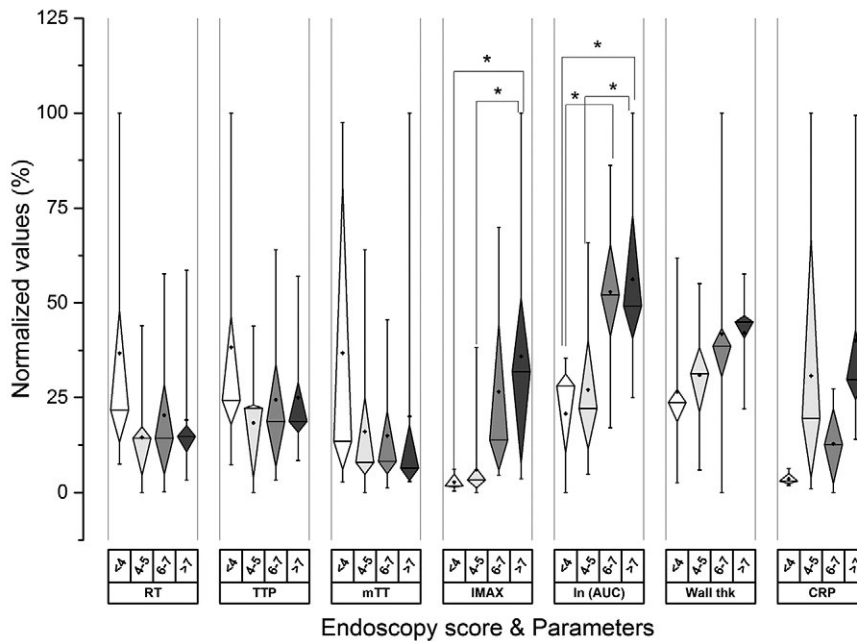 Normalized values (%)
125
100
75
50
25
0
* * * * *
<4 4-5 6-7 >7 <4 4-5 6-7 >7 <4 4-5 6-7 >7 <4 4-5 6-7 >7 <4 4-5 6-7 >7 <4 4-5 6-7 >7 <4 4-5 6-7 >7
RT TTP mTT IMAX ln (AUC) Wall thk CRP
Endoscopy score & Parameters